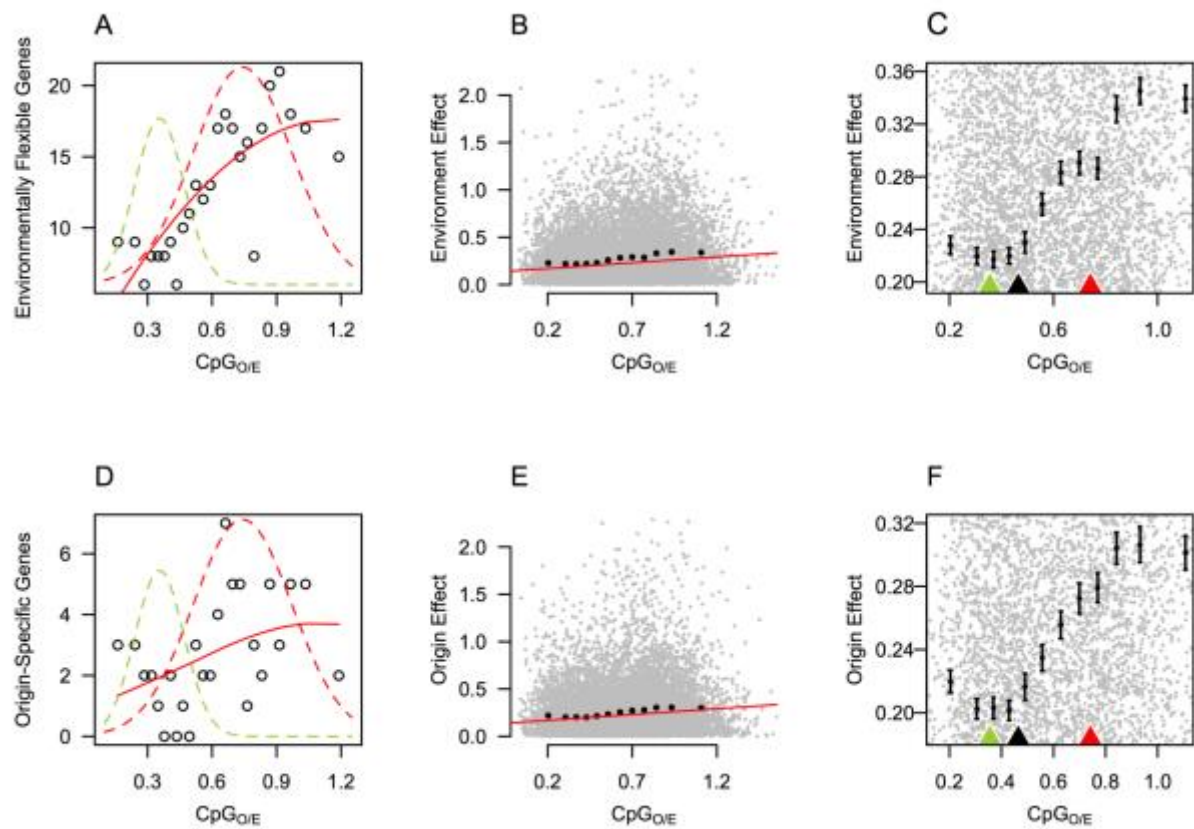 A
B
C
Environmentally Flexible Genes
20
15
10
0.3 0.6 0.9 1.2
CpGO/E
Environment Effect
2.0
1.5
1.0
0.5
0.0
0.2 0.7 1.2
CpGO/E
Environment Effect
0.36
0.32
0.28
0.24
0.20
0.2 0.6 1.0
CpGO/E
D
E
F
Origin-Specific Genes
6
4
2
0
0.3 0.6 0.9 1.2
CpGO/E
Origin Effect
2.0
1.5
1.0
0.5
0.0
0.2 0.7 1.2
CpGO/E
Origin Effect
0.32
0.28
0.24
0.20
0.2 0.4 0.6 0.8 1.0
CpGO/E